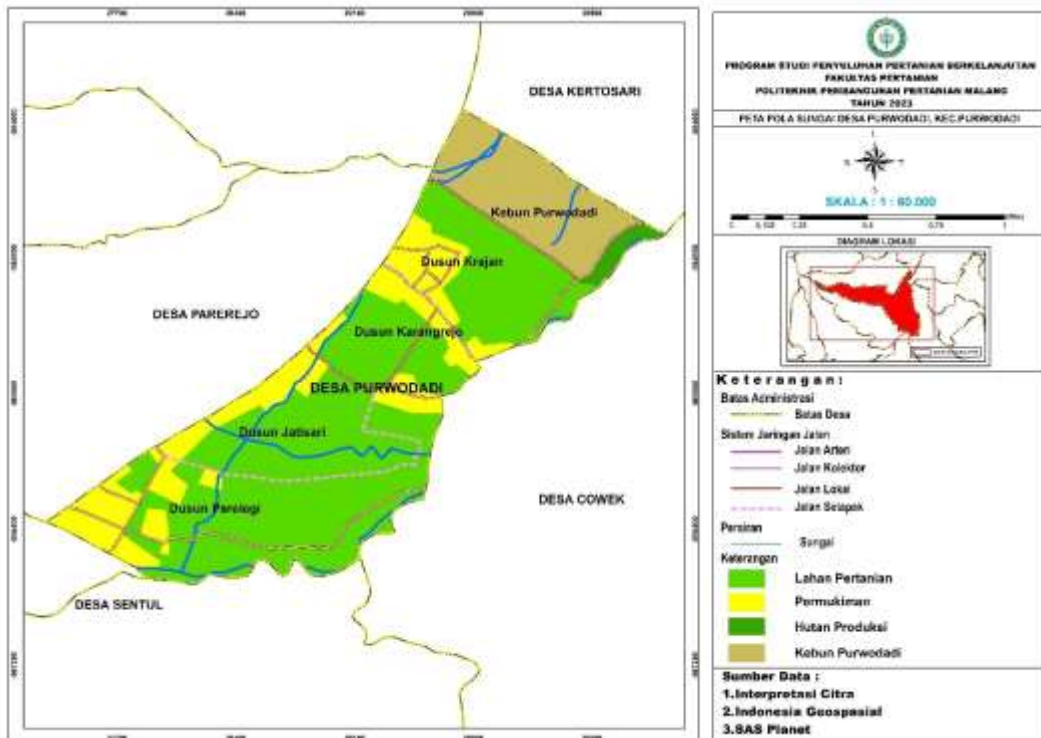 DESA KERTOSARI
Kebun Purwodadi
Dusun Krajan
DESA PAREREJO
Dusun Karangrejo
DESA PURWODADI
Dusun Jatisari
DESA COWEK
Dusun Parelegi
DESA SENTUL
PROGRAM STUDI PENYULUHAN PERTANIAN BERKELANJUTAN
FAKULTAS PERTANIAN
POLITEKNIK PEMBANGUNAN PERTANIAN MALANG
TAHUN 2023
PETA POLA SUNGAI DESA PURWODADI, KEC.PURWODADI
SKALA : 1 : 60.000
DIAGRAM LOKASI
Keterangan:
Batas Administrasi
Batas Desa
Sistem Jaringan Jalan
Jalan Arteri
Jalan Kolektor
Jalan Lokal
Jalan Setapak
Perairan
Sungai
Keterangan
Lahan Pertanian
Permukiman
Hutan Produksi
Kebun Purwodadi
Sumber Data :
1.Interpretasi Citra
2.Indonesia Geospasial
3.SAS Planet